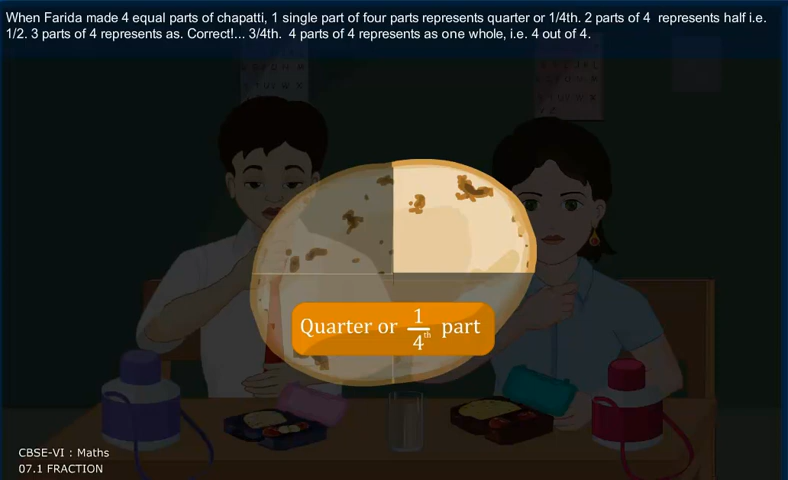 When Farida made 4 equal parts of chapatti, 1 single part of four parts represents quarter or 1/4th. 2 parts of 4  represents half i.e.
1/2. 3 parts of 4 represents as. Correct!... 3/4th.  4 parts of 4 represents as one whole, i.e. 4 out of 4.
Quarter or 1/4th part
CBSE-VI : Maths
07.1 FRACTION